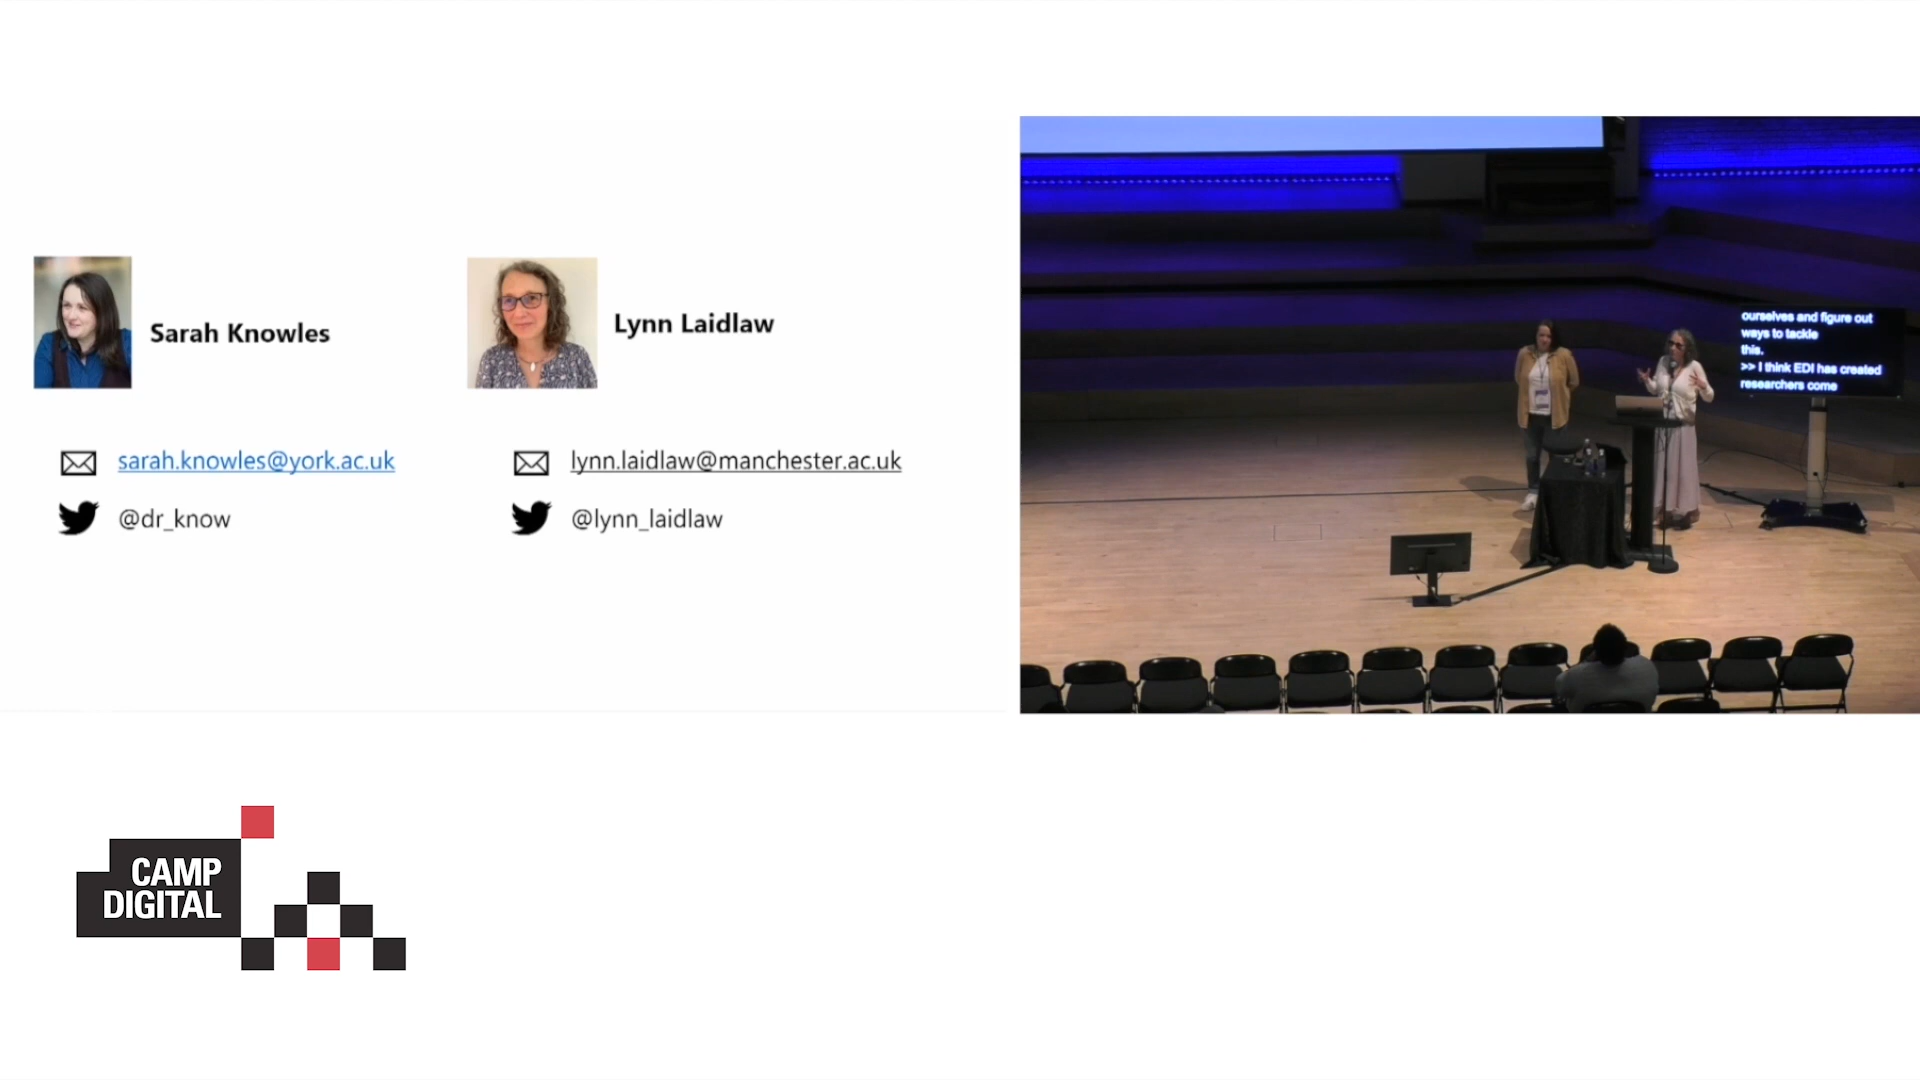 Sarah Knowles
Lynn Laidlaw
sarah.knowles@york.ac.uk
lynn.laidlaw@manchester.ac.uk
@dr_know
@lynn_laidlaw
ourselves and figure out
ways to tackle
this.
>> I think EDI has created
researchers come
CAMP
DIGITAL